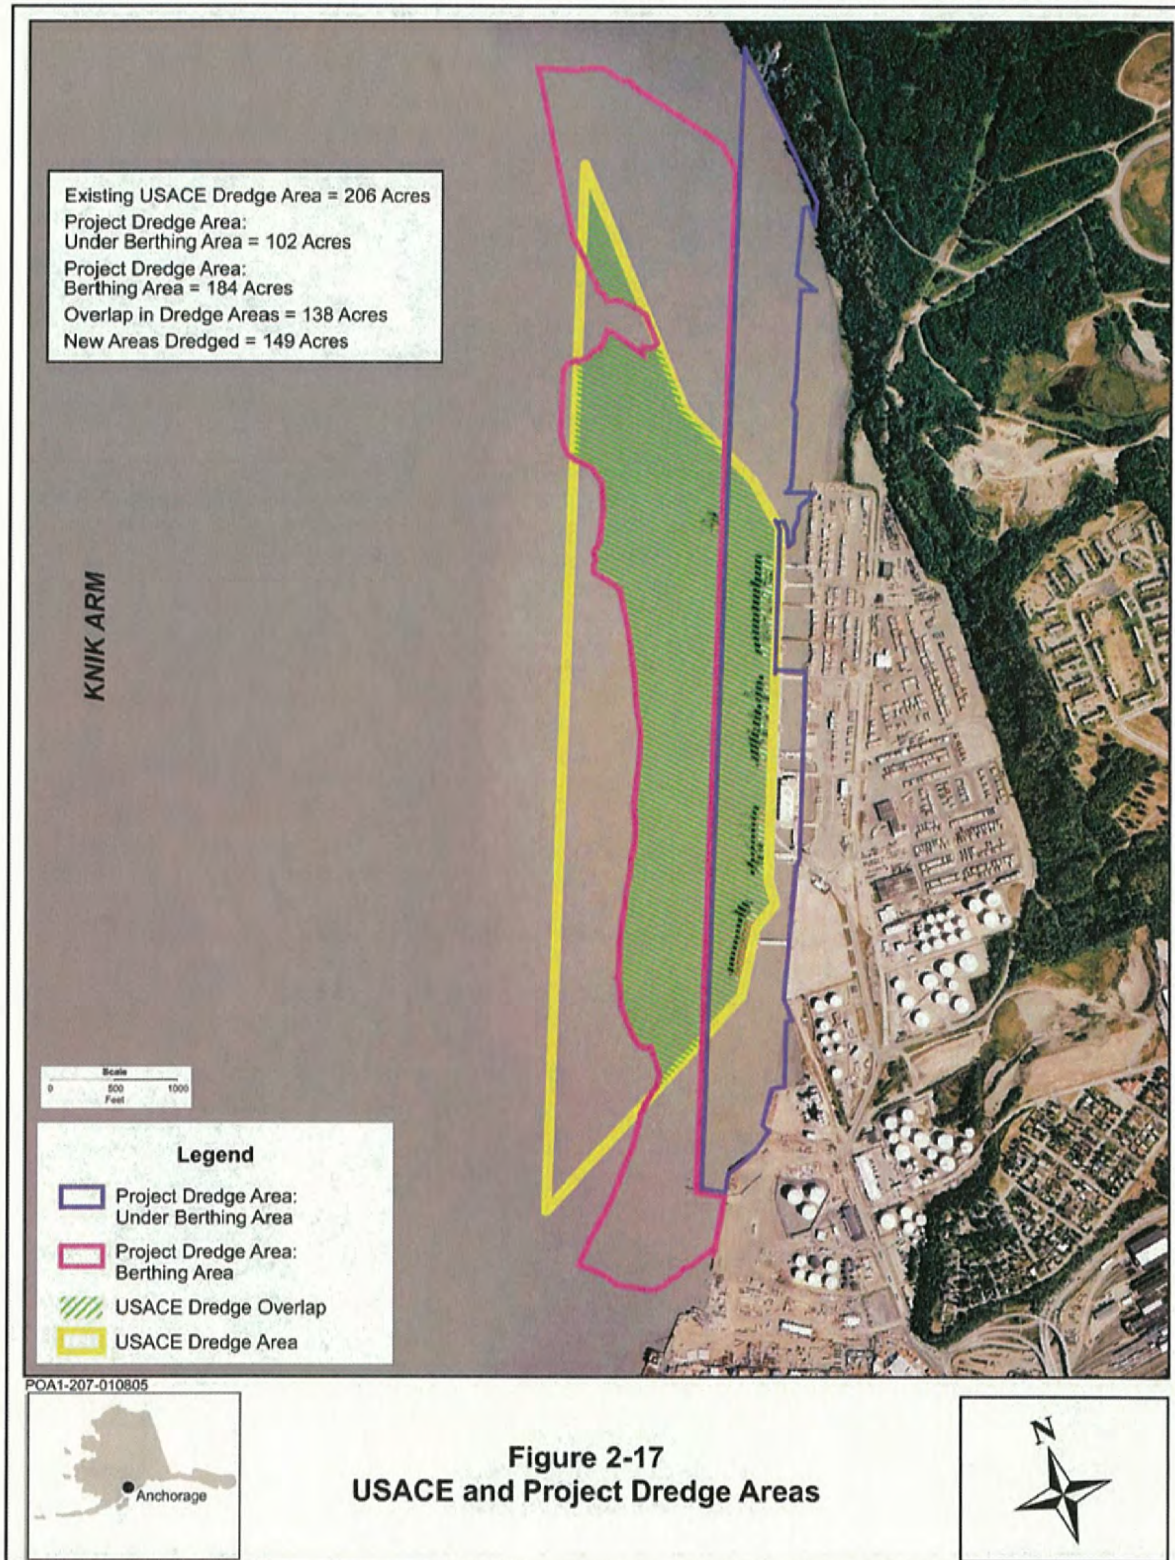 Existing USACE Dredge Area = 206 Acres
Project Dredge Area:
Under Berthing Area = 102 Acres
Project Dredge Area:
Berthing Area = 184 Acres
Overlap in Dredge Areas = 138 Acres
New Areas Dredged = 149 Acres
KNIK ARM
Scale
0 500 1000
Feet
Legend
Project Dredge Area:
Under Berthing Area
Project Dredge Area:
Berthing Area
USACE Dredge Overlap
USACE Dredge Area
POA1-207-010805
Anchorage
Figure 2-17
USACE and Project Dredge Areas
N